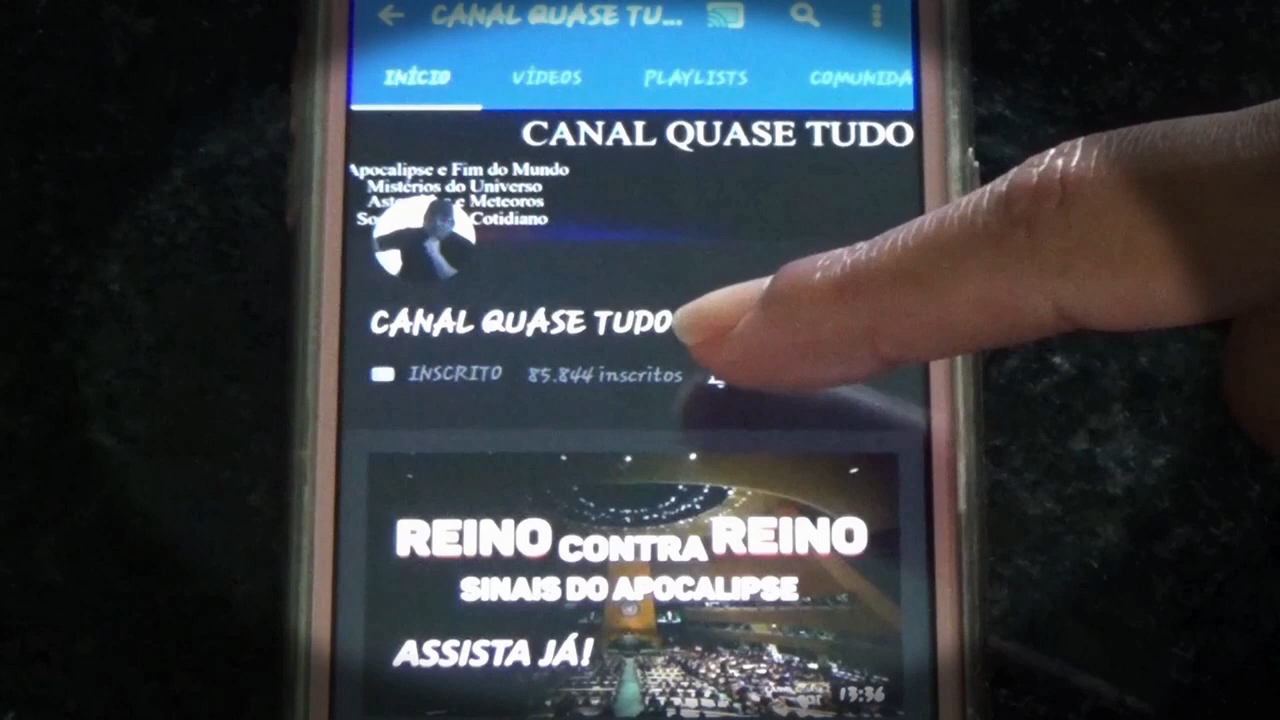 CANAL QUASE TU...
INÍCIO VÍDEOS PLAYLISTS COMUNIDA
CANAL QUASE TUDO
Apocalipse e Fim do Mundo
Mistérios do Universo
e Meteoros
Cotidiano
CANAL QUASE TUDO
INSCRITO 85.844 inscritos
REINO CONTRA REINO
SINAIS DO APOCALIPSE
ASSISTA JÁ!
13:36